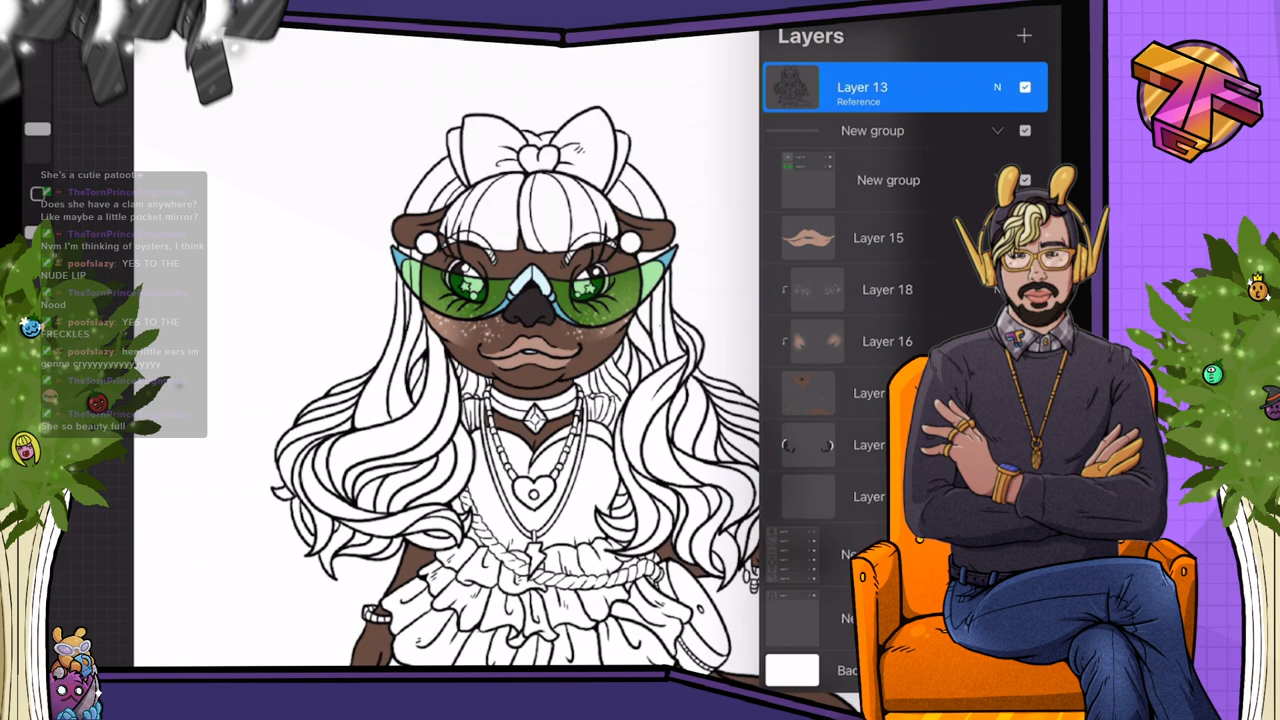 Layers
Layer 13
N
Reference
New group
New group
Layer 15
Layer 18
Layer 16
Layer
Layer
Layer
She's a cutie patootie
Does she have a clam anywhere?
Like maybe a little pocket mirror?
Nvm I'm thinking of oysters, I think
poofslazy: YES TO THE
NUDE LIP
Nood
poofslazy: YES TO THE
FRECKLES
poofslazy: her little ears im
gonna cryyyyyyyyyyyyy
She so beauty full